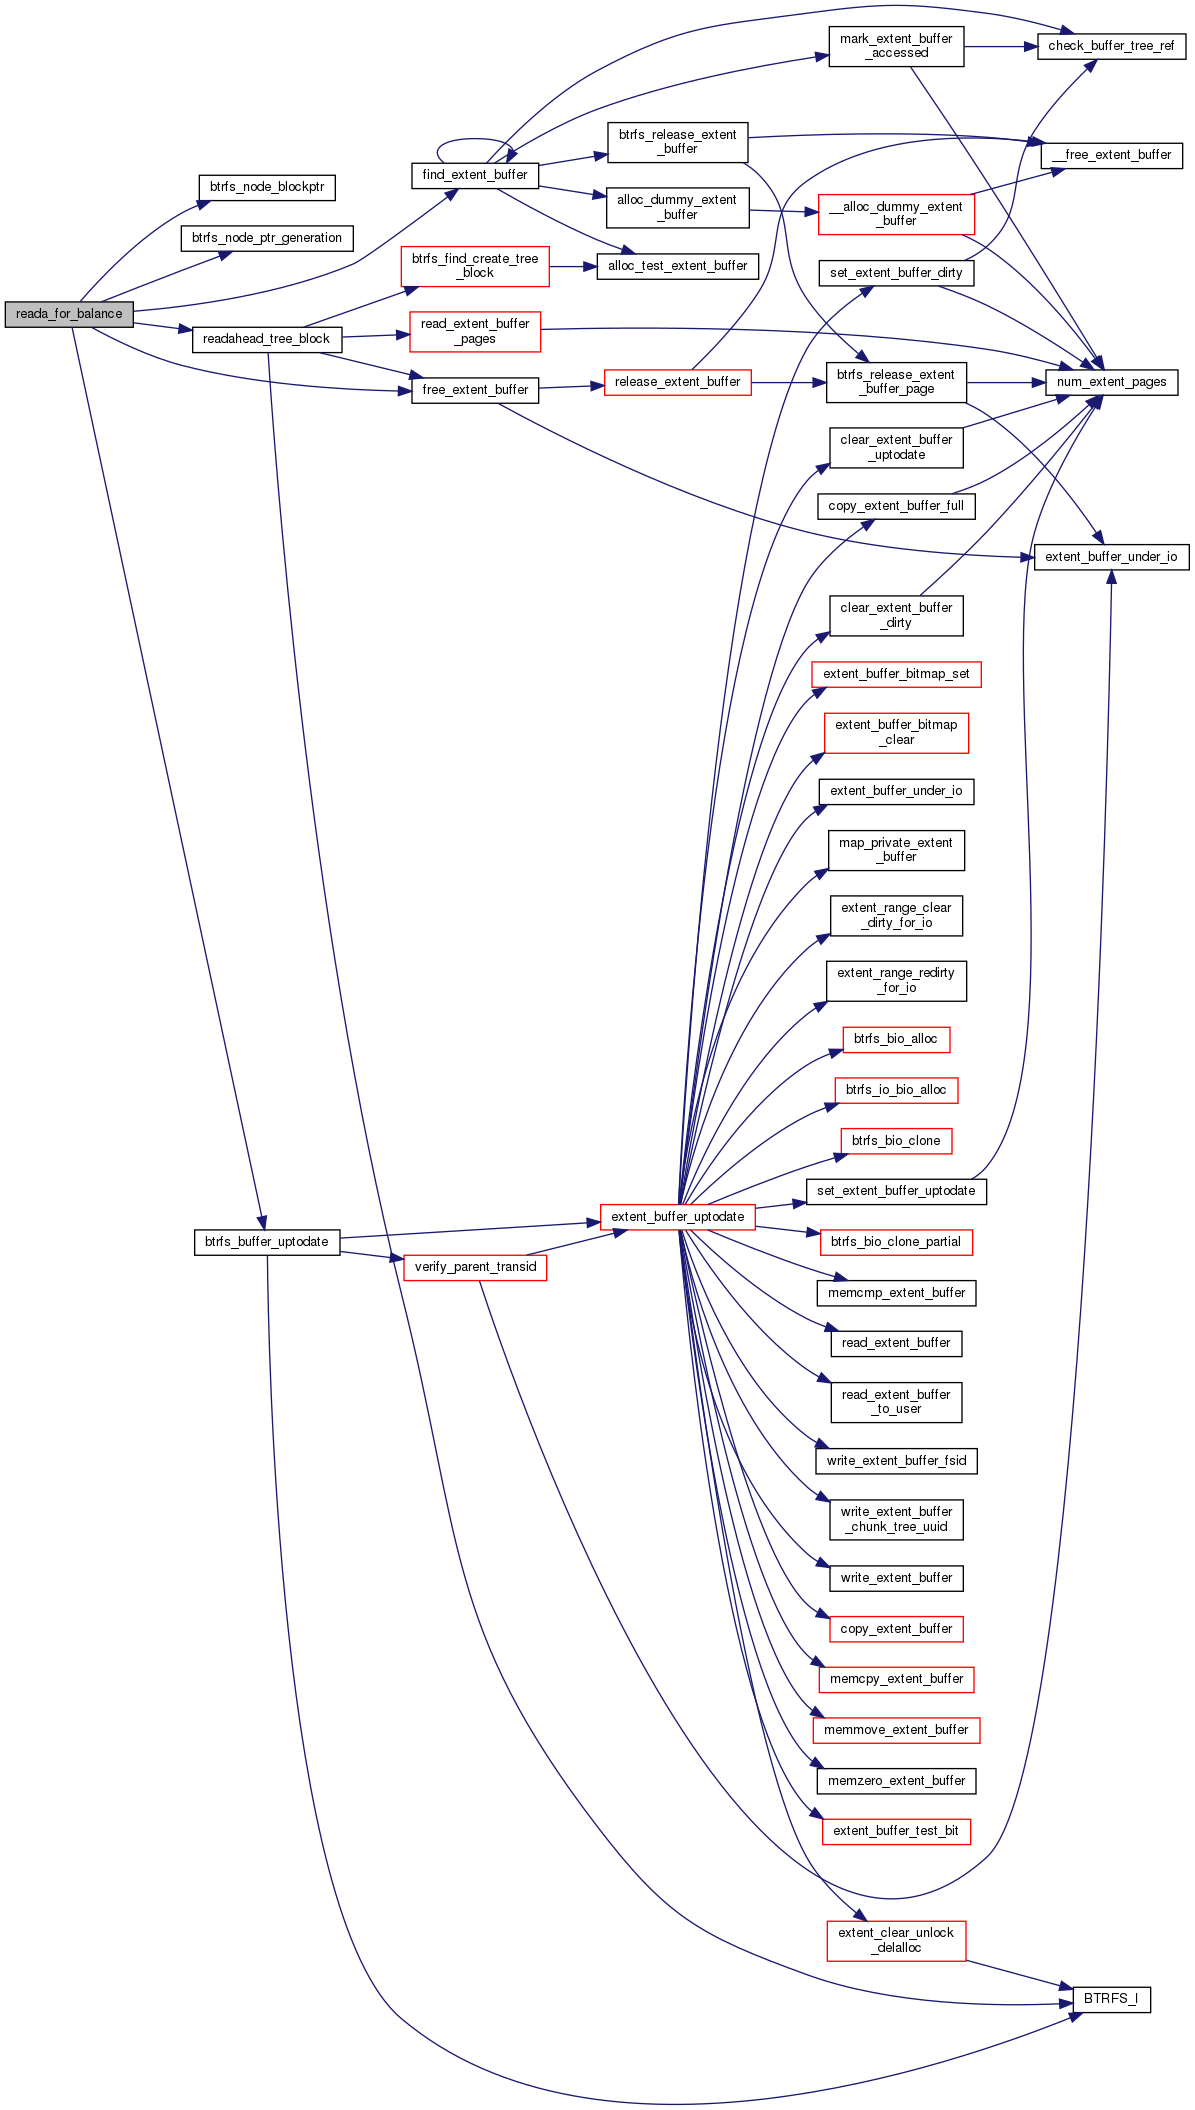 reada_for_balance
btrfs_node_blockptr
btrfs_node_ptr_generation
readahead_tree_block
btrfs_buffer_uptodate
find_extent_buffer
btrfs_find_create_tree
_block
read_extent_buffer
_pages
free_extent_buffer
verify_parent_transid
btrfs_release_extent
_buffer
alloc_dummy_extent
_buffer
alloc_test_extent_buffer
release_extent_buffer
extent_buffer_uptodate
mark_extent_buffer
_accessed
__alloc_dummy_extent
_buffer
set_extent_buffer_dirty
btrfs_release_extent
_buffer_page
clear_extent_buffer
_uptodate
copy_extent_buffer_full
clear_extent_buffer
_dirty
extent_buffer_bitmap_set
extent_buffer_bitmap
_clear
extent_buffer_under_io
map_private_extent
_buffer
extent_range_clear
_dirty_for_io
extent_range_redirty
_for_io
btrfs_bio_alloc
btrfs_io_bio_alloc
btrfs_bio_clone
set_extent_buffer_uptodate
btrfs_bio_clone_partial
memcmp_extent_buffer
read_extent_buffer
read_extent_buffer
_to_user
write_extent_buffer_fsid
write_extent_buffer
_chunk_tree_uuid
write_extent_buffer
copy_extent_buffer
memcpy_extent_buffer
memmove_extent_buffer
memzero_extent_buffer
extent_buffer_test_bit
extent_clear_unlock
_delalloc
check_buffer_tree_ref
__free_extent_buffer
num_extent_pages
extent_buffer_under_io
BTRFS_I